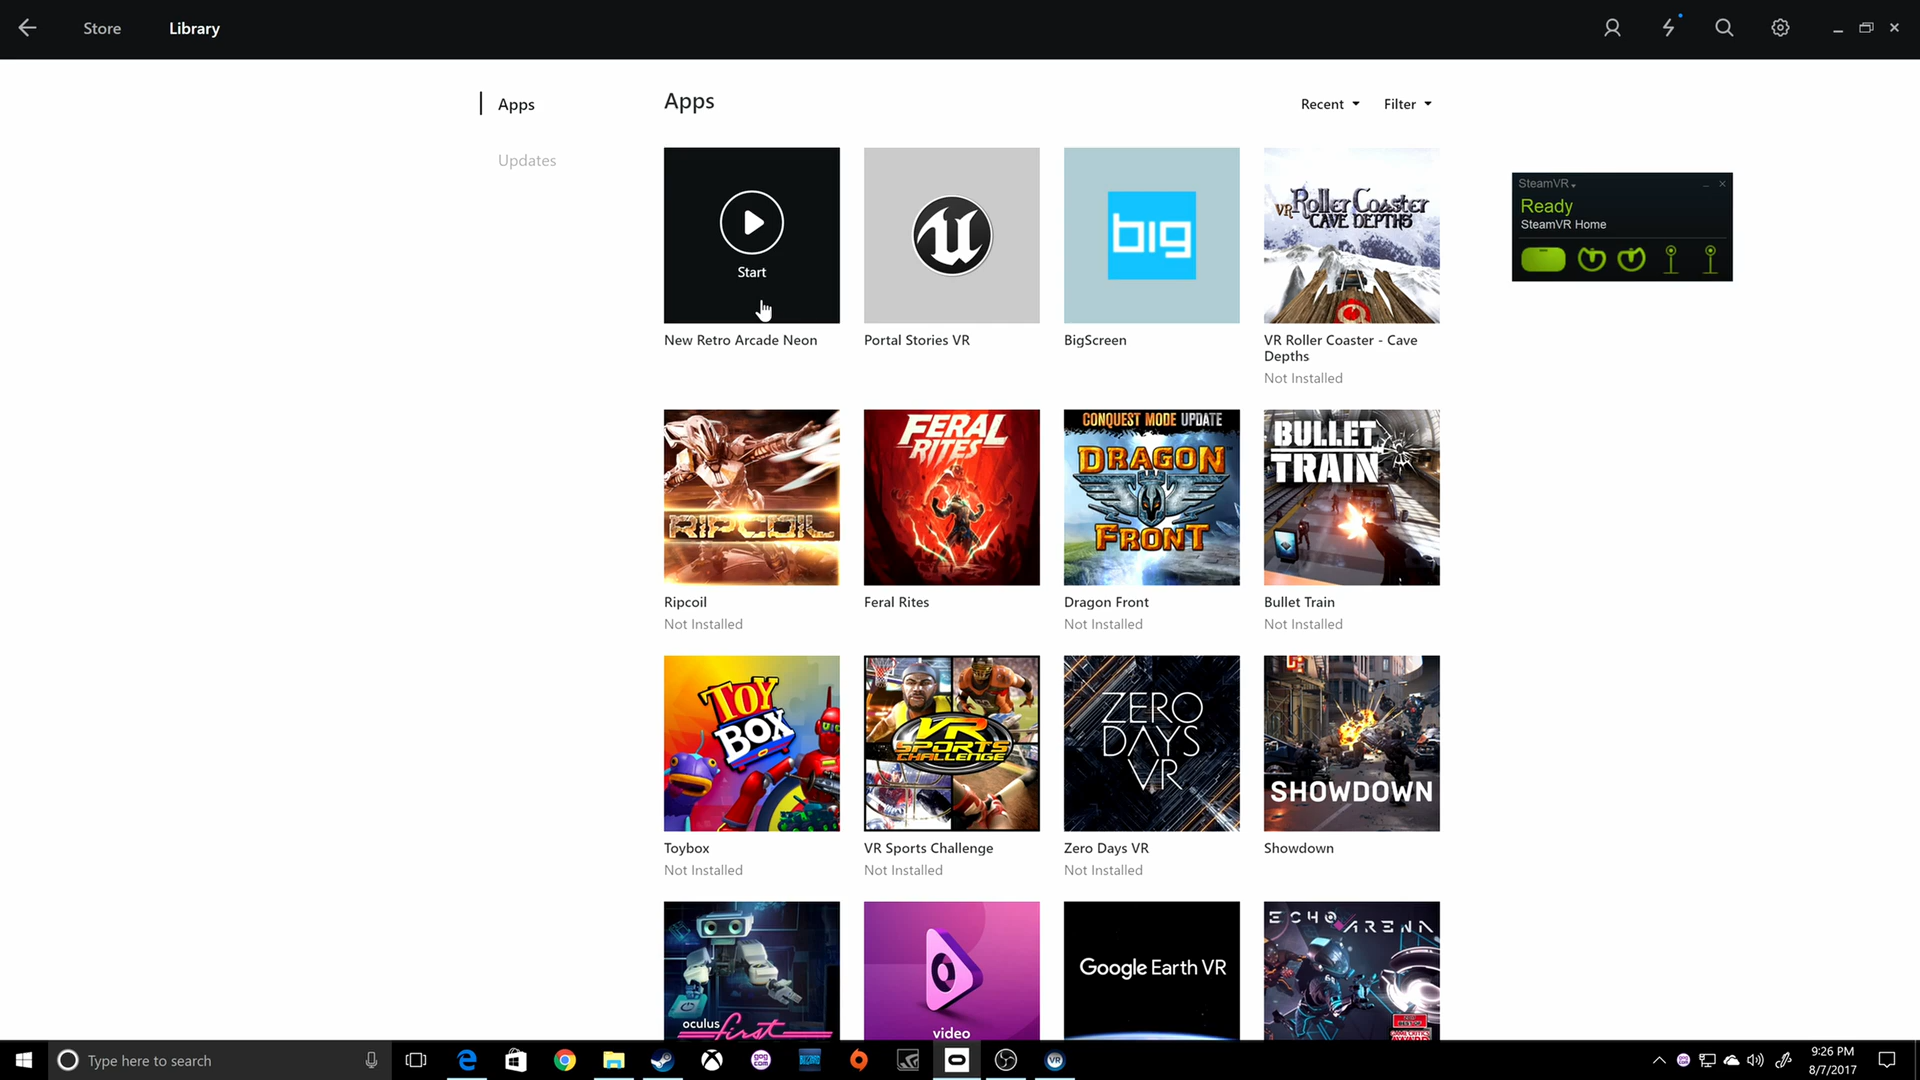 Store
Library
Apps
Updates
Apps
Recent
Filter
Start
New Retro Arcade Neon
Portal Stories VR
big
BigScreen
VR Roller Coaster
CAVE DEPTHS
VR Roller Coaster - Cave
Depths
Not Installed
SteamVR
Ready
SteamVR Home
RIPCOIL
Ripcoil
Not Installed
FERAL
RITES
Feral Rites
CONQUEST MODE UPDATE
DRAGON
FRONT
Dragon Front
Not Installed
BULLET
TRAIN
Bullet Train
Not Installed
TOY
BOX
Toybox
Not Installed
VR
SPORTS
CHALLENGE
VR Sports Challenge
Not Installed
ZERO
DAYS
VR
Zero Days VR
Not Installed
SHOWDOWN
Showdown
oculus
first
video
Google Earth VR
ECHO
ARENA
Type here to search
9:26 PM
8/7/2017